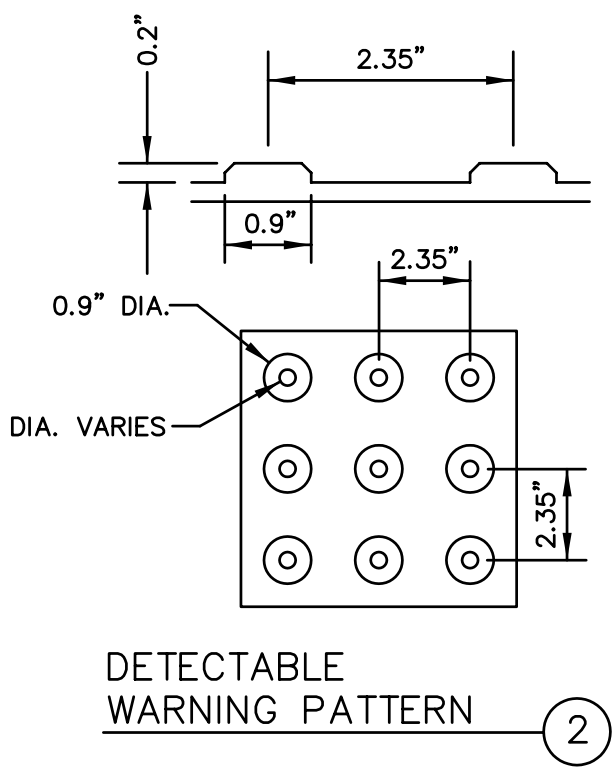 0.2"
2.35"
0.9"
2.35"
0.9" DIA.
DIA. VARIES
2.35"
DETECTABLE
WARNING PATTERN
2